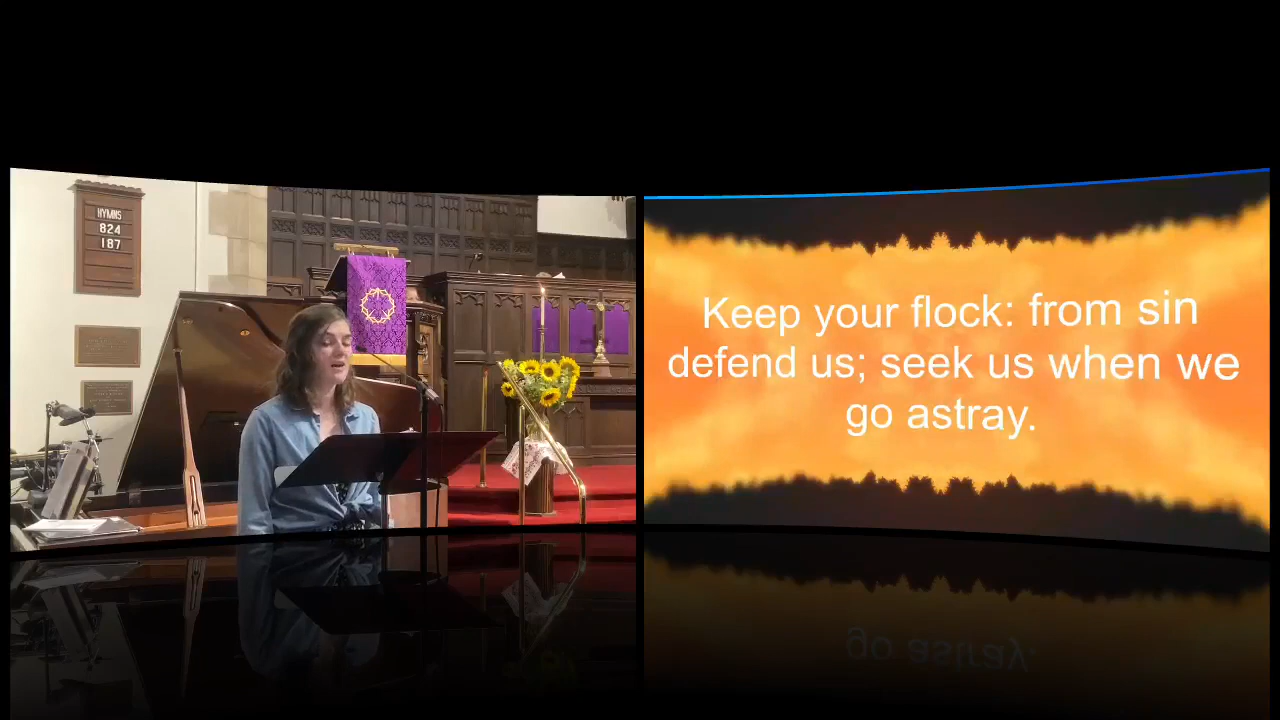 HYMNS
824
187
Keep your flock: from sin
defend us; seek us when we
go astray.